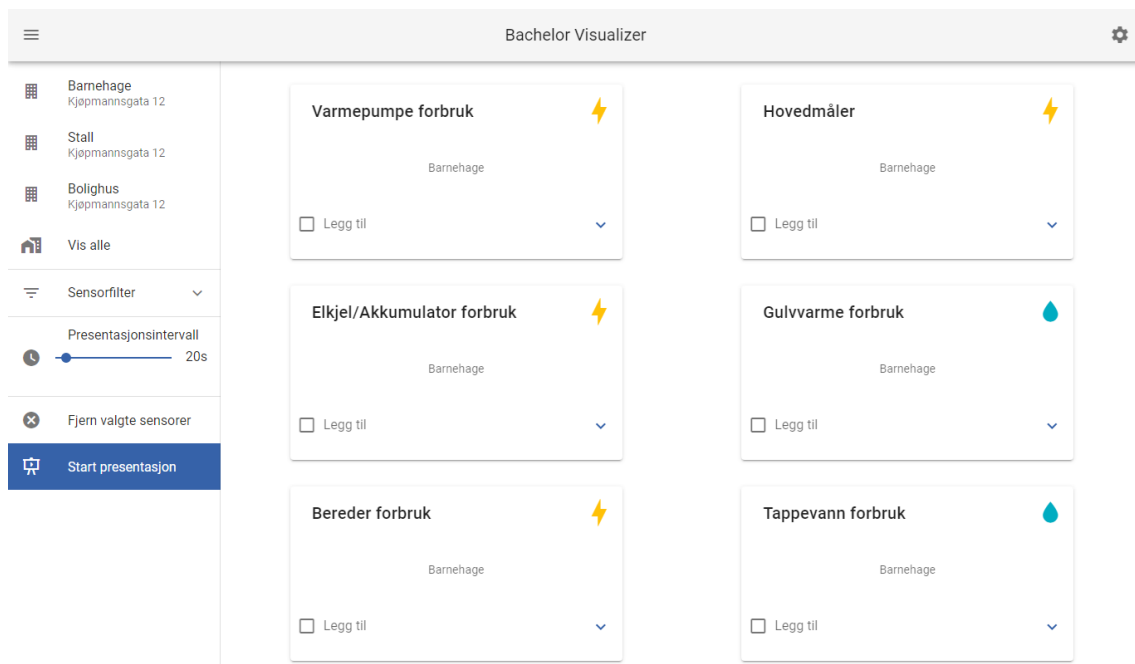 Bachelor Visualizer
Barnehage
Kjøpmannsgata 12
Stall
Kjøpmannsgata 12
Bolighus
Kjøpmannsgata 12
Vis alle
Sensorfilter
Presentasjonsintervall
20s
Fjern valgte sensorer
Start presentasjon
Varmepumpe forbruk
Barnehage
Legg til
Hovedmåler
Barnehage
Legg til
Elkjel/Akkumulator forbruk
Barnehage
Legg til
Gulvvarme forbruk
Barnehage
Legg til
Bereder forbruk
Barnehage
Legg til
Tappevann forbruk
Barnehage
Legg til